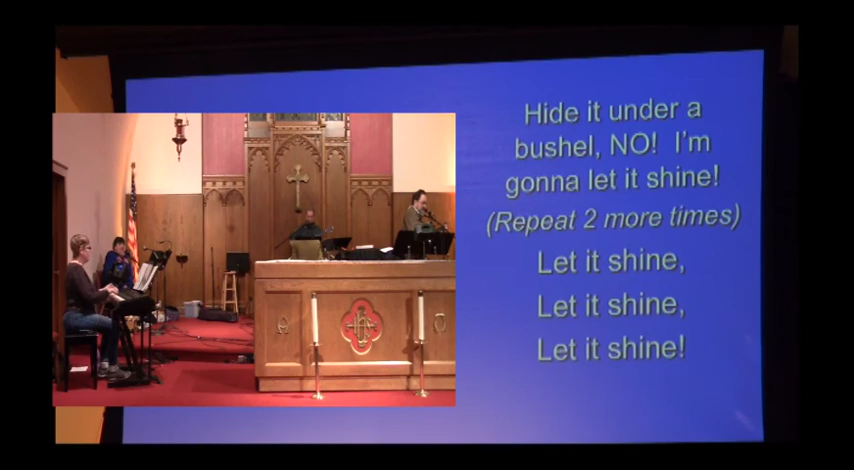 Hide it under a
bushel, NO! I'm
gonna let it shine!
(Repeat 2 more times)
Let it shine,
Let it shine,
Let it shine!